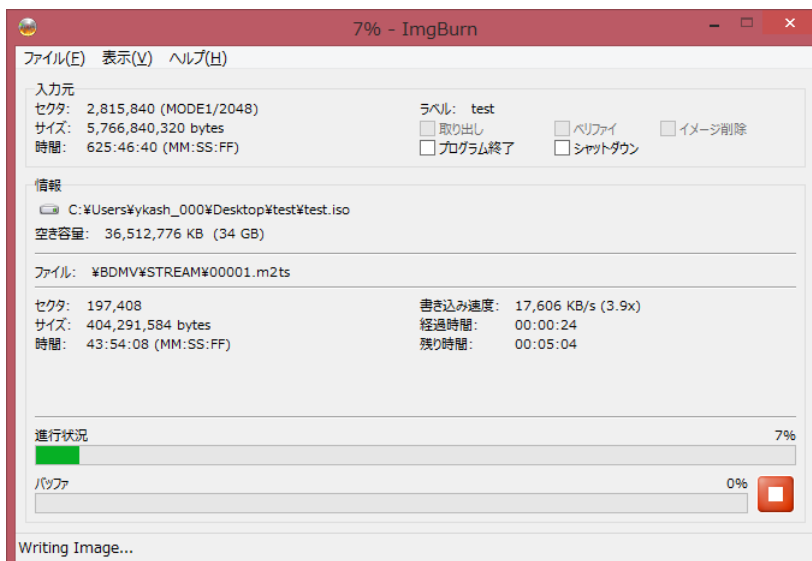 7% - ImgBurn
ファイル(F) 表示(V) ヘルプ(H)
入力元
セクタ: 2,815,840 (MODE1/2048) ラベル: test
サイズ: 5,766,840,320 bytes 取り出し ベリファイ イメージ削除
時間: 625:46:40 (MM:SS:FF) プログラム終了 シャットダウン
情報
C:¥Users¥ykash_000¥Desktop¥test¥test.iso
空き容量: 36,512,776 KB (34 GB)
ファイル: ¥BDMV¥STREAM¥00001.m2ts
セクタ: 197,408 書き込み速度: 17,606 KB/s (3.9x)
サイズ: 404,291,584 bytes 経過時間: 00:00:24
時間: 43:54:08 (MM:SS:FF) 残り時間: 00:05:04
進行状況 7%
バッファ 0%
Writing Image...